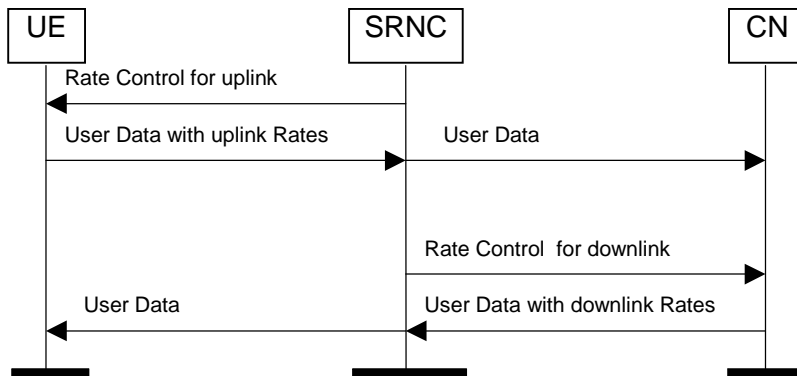 UE
SRNC
CN
Rate Control for uplink
User Data with uplink Rates
User Data
Rate Control for downlink
User Data
User Data with downlink Rates